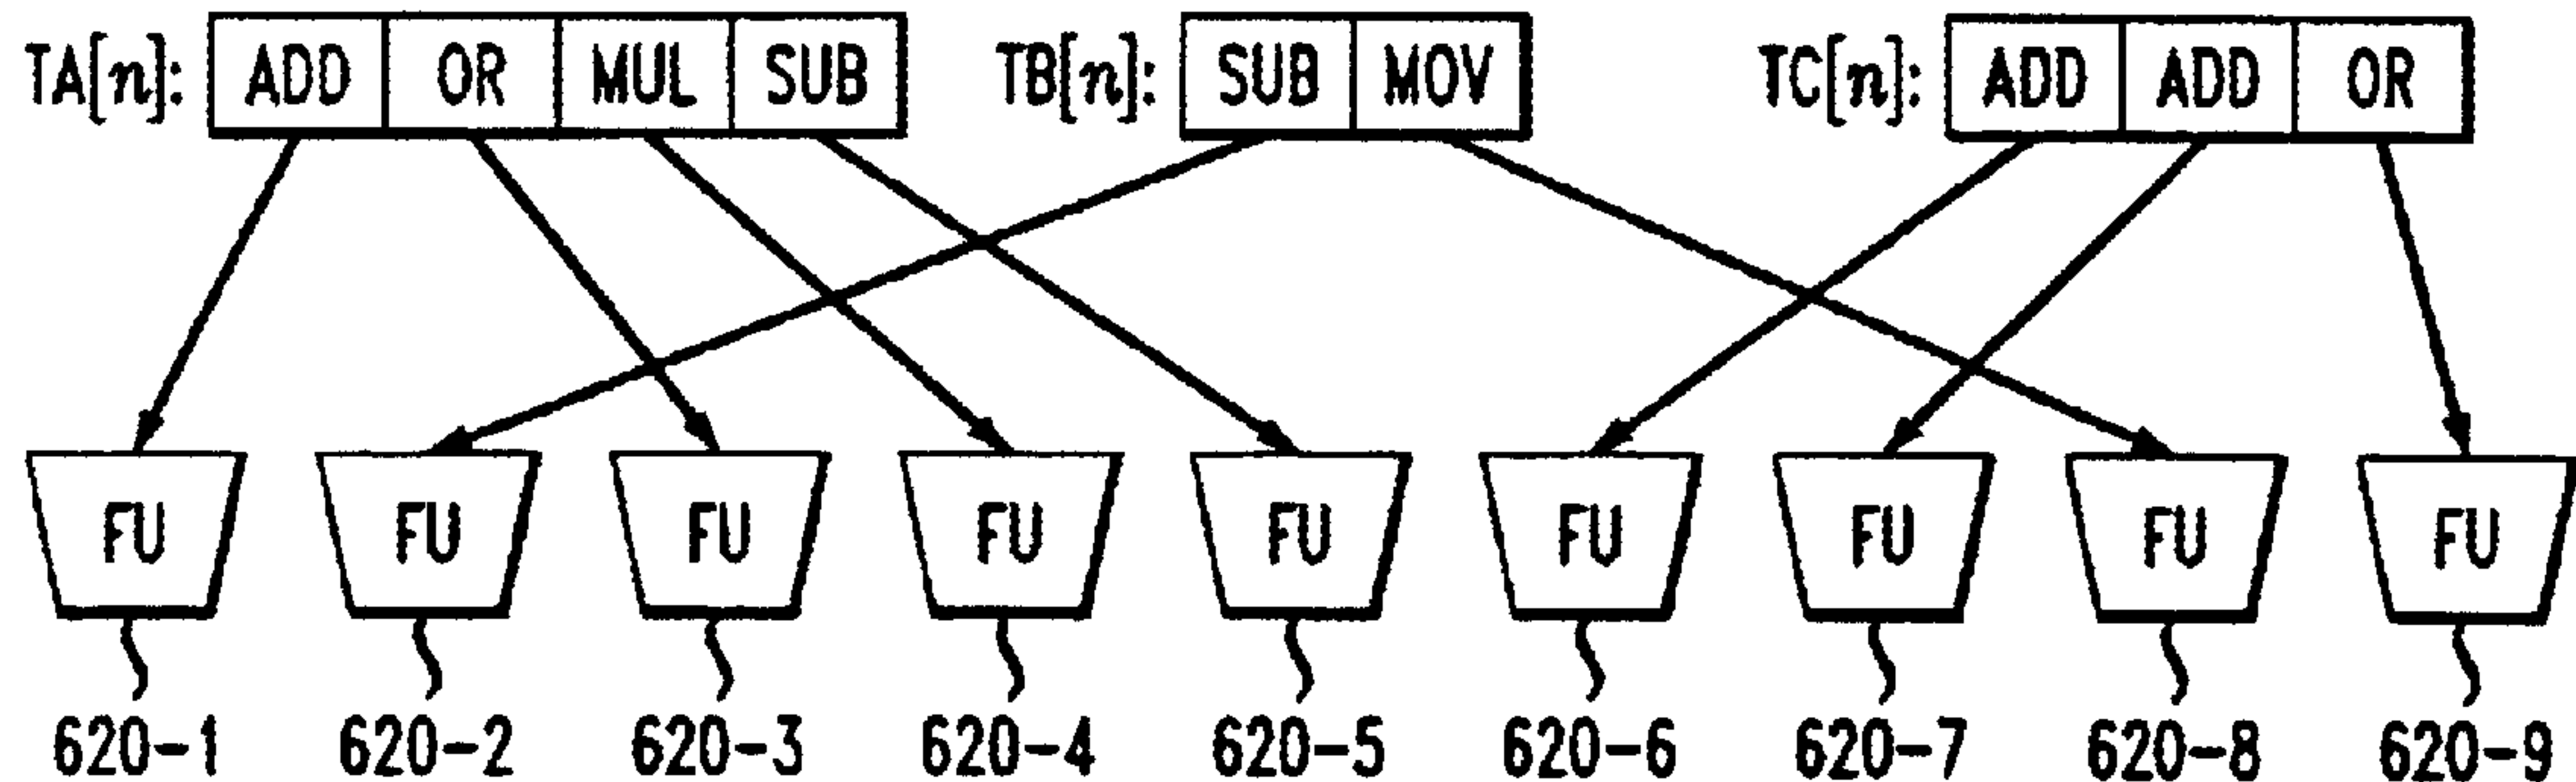 TA[n]: ADD OR MUL SUB TB[n]: SUB MOV TC[n]: ADD ADD OR
FU FU FU FU FU FU FU FU FU
620-1 620-2 620-3 620-4 620-5 620-6 620-7 620-8 620-9